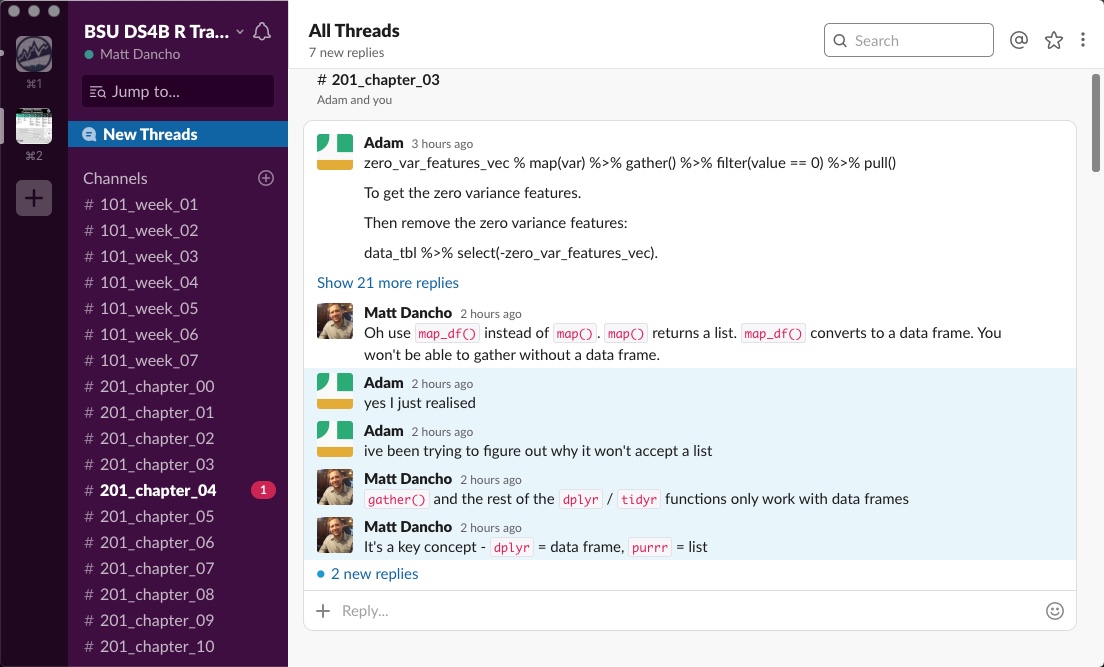 BSU DS4B R Tra...
Matt Dancho
⌘1
Jump to...
New Threads
⌘2
Channels
# 101_week_01
# 101_week_02
# 101_week_03
# 101_week_04
# 101_week_05
# 101_week_06
# 101_week_07
# 201_chapter_00
# 201_chapter_01
# 201_chapter_02
# 201_chapter_03
# 201_chapter_04 1
# 201_chapter_05
# 201_chapter_06
# 201_chapter_07
# 201_chapter_08
# 201_chapter_09
# 201_chapter_10
All Threads
7 new replies
Search
# 201_chapter_03
Adam and you
Adam 3 hours ago
zero_var_features_vec % map(var) %>% gather() %>% filter(value == 0) %>% pull()
To get the zero variance features.
Then remove the zero variance features:
data_tbl %>% select(-zero_var_features_vec).
Show 21 more replies
Matt Dancho 2 hours ago
Oh use map_df() instead of map(). map() returns a list. map_df() converts to a data frame. You
won't be able to gather without a data frame.
Adam 2 hours ago
yes I just realised
Adam 2 hours ago
ive been trying to figure out why it won't accept a list
Matt Dancho 2 hours ago
gather() and the rest of the dplyr / tidyr functions only work with data frames
Matt Dancho 2 hours ago
It's a key concept - dplyr = data frame, purrr = list
2 new replies
Reply...